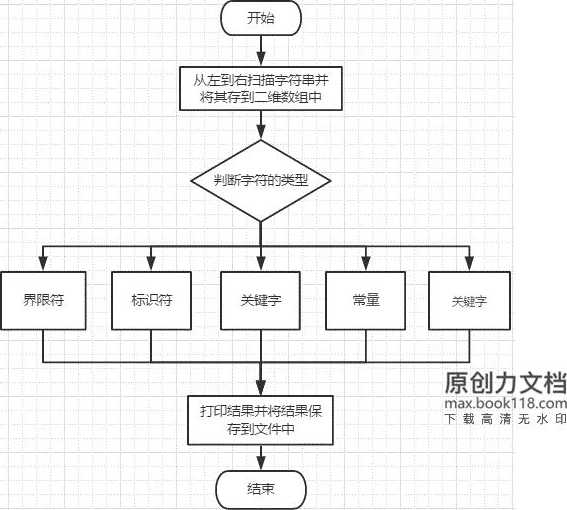 开始
从左到右扫描字符串并
将其存到二维数组中
判断字符的类型
界限符
标识符
关键字
常量
关键字
打印结果并将结果保
存到文件中
结束
原创力文档
max.book118.com
下载高清无水印